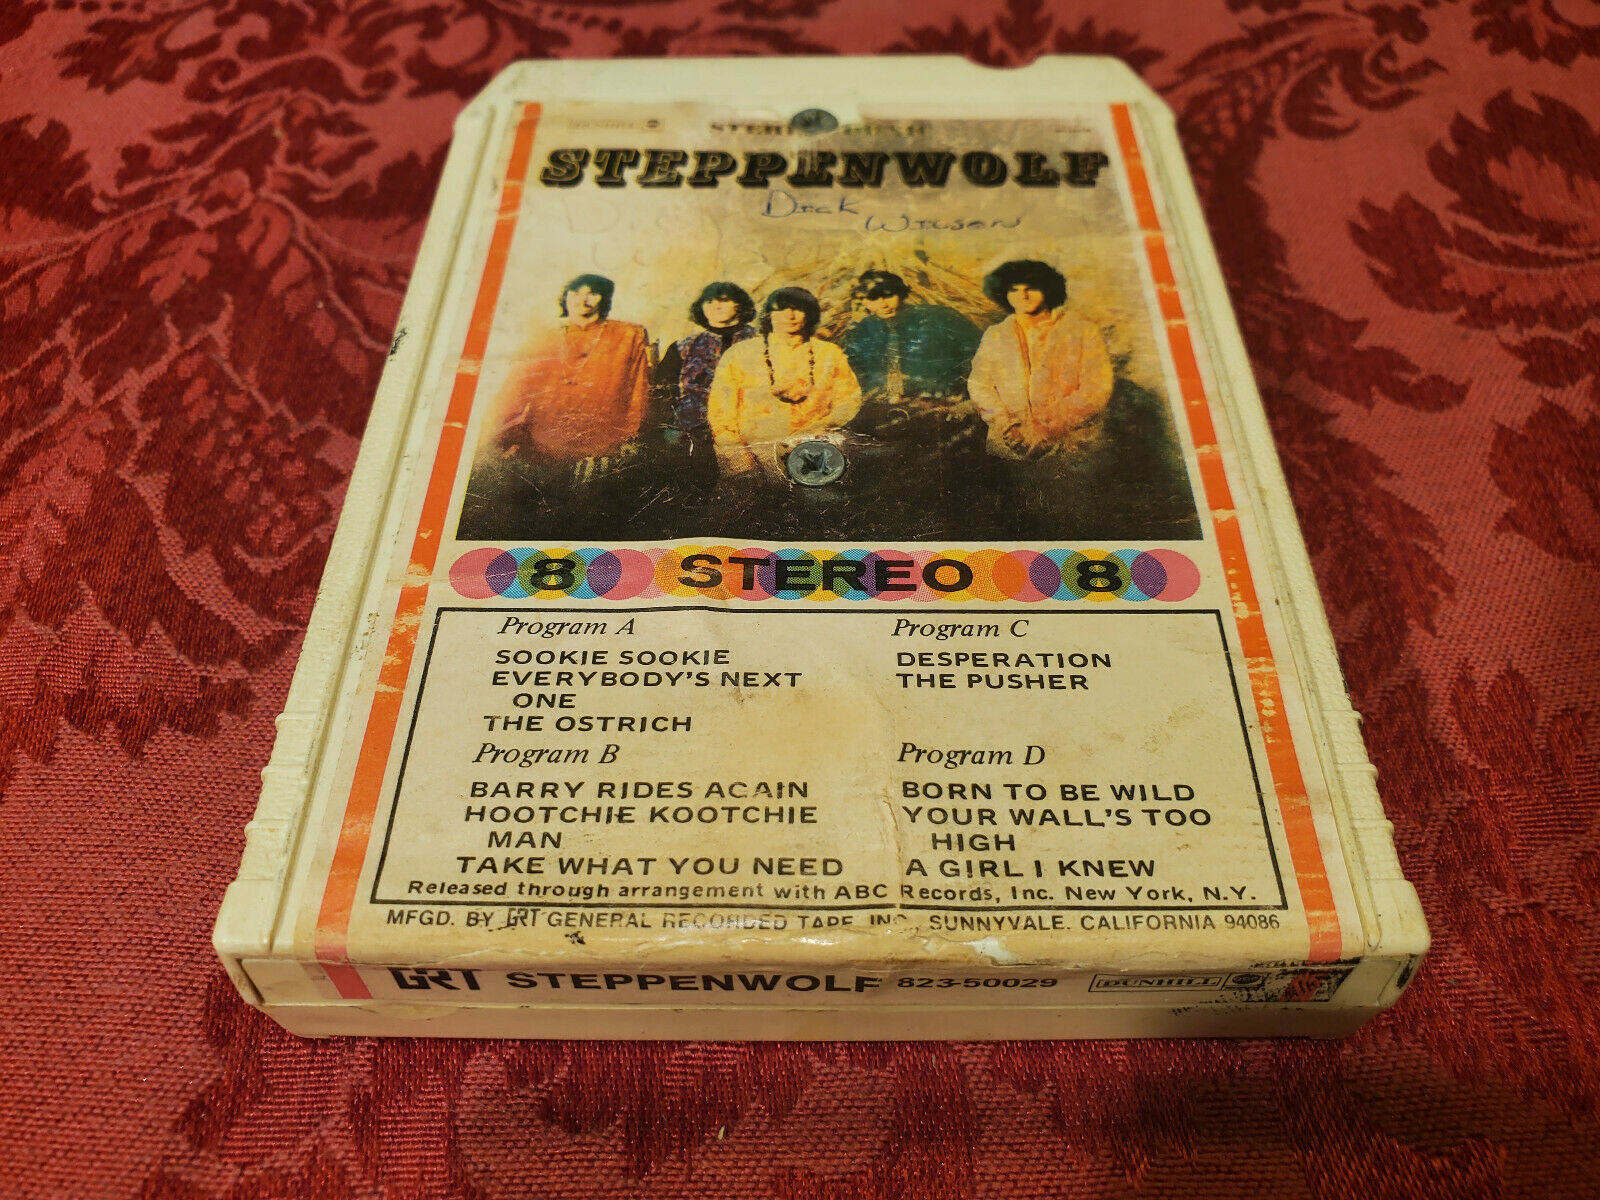 DUNHILL
STEPPENWOLF
Dick
Wilson
8 STEREO 8
Program A
SOOKIE SOOKIE
EVERYBODY'S NEXT
ONE
THE OSTRICH
Program B
BARRY RIDES AGAIN
HOOTCHIE KOOTCHIE
MAN
TAKE WHAT YOU NEED
Program C
DESPERATION
THE PUSHER
Program D
BORN TO BE WILD
YOUR WALL'S TOO
HIGH
A GIRL I KNEW
Released through arrangement with ABC Records, Inc. New York, N.Y.
MFGD. BY GRT GENERAL RECORDED TAPE, INC., SUNNYVALE. CALIFORNIA 94086
GRT STEPPENWOLF 823-50029 DUNHILL